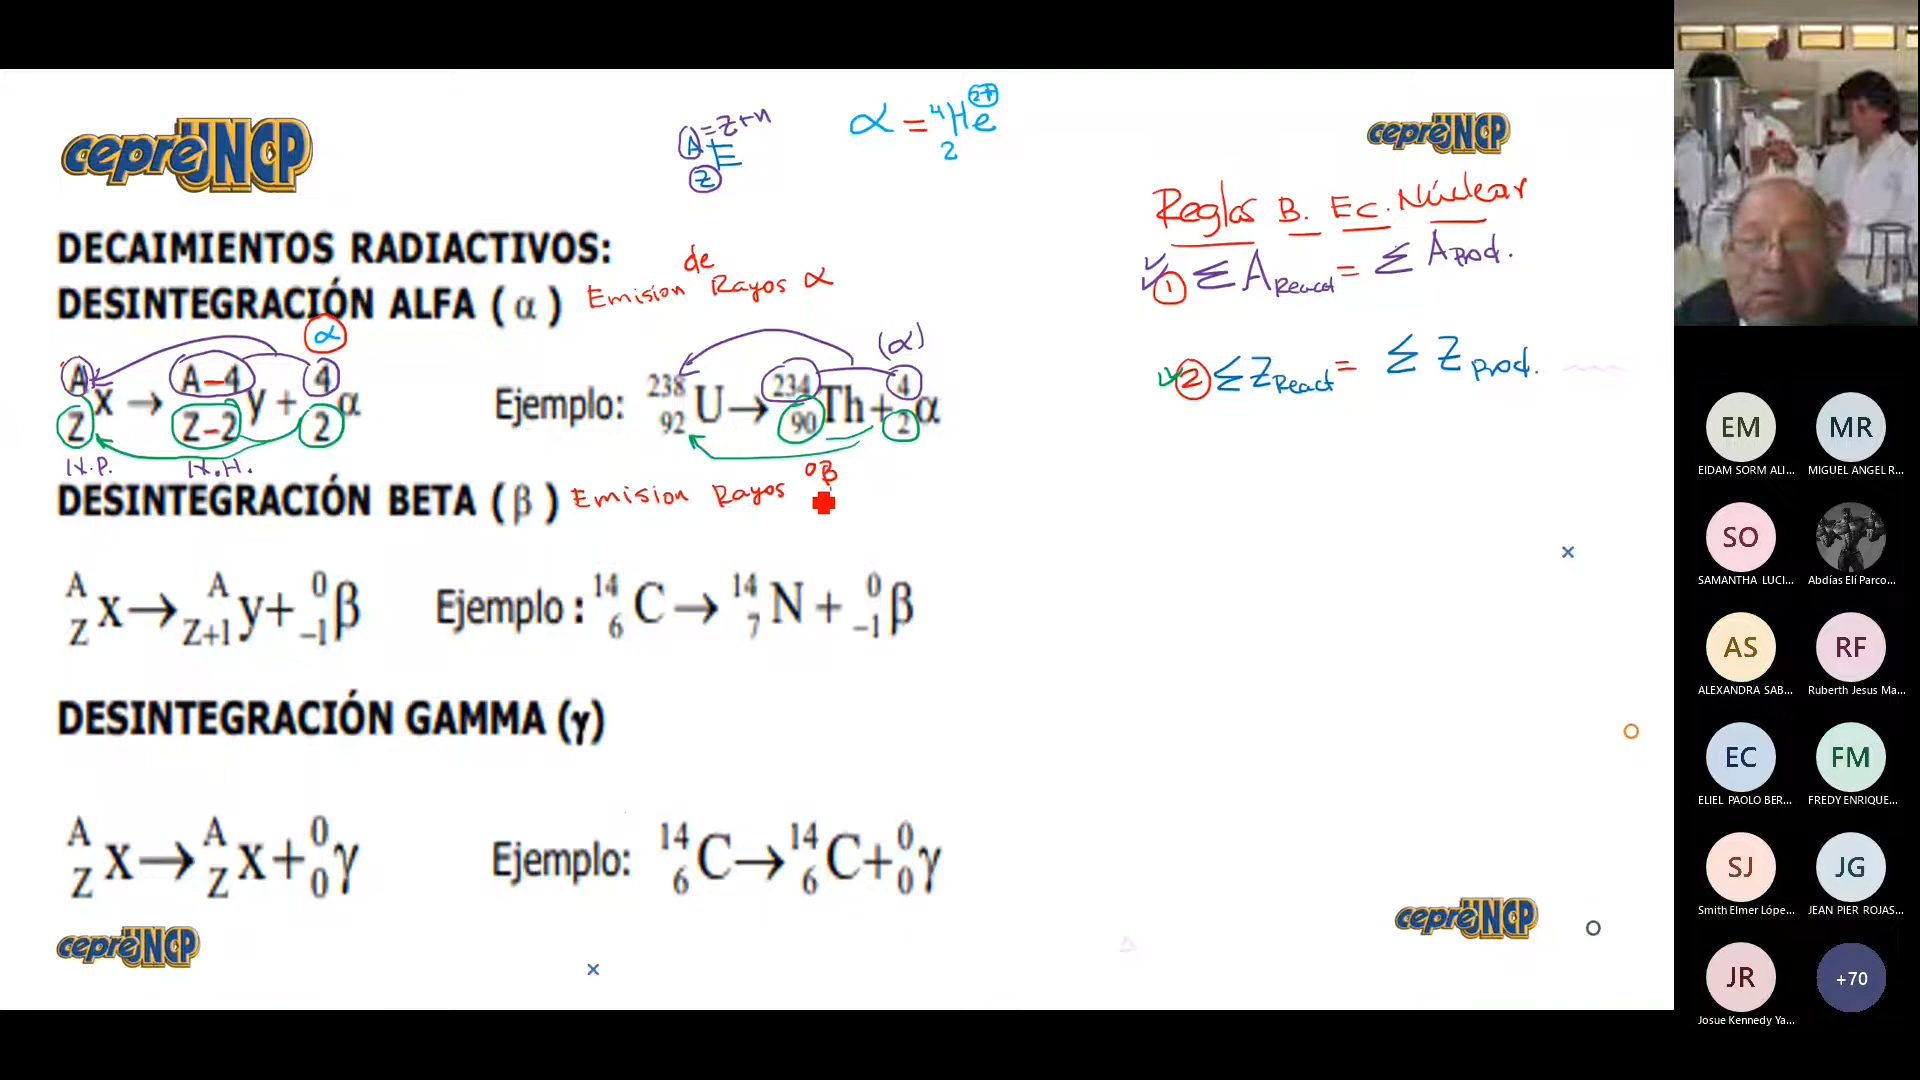 cepreUNCP
A = Z+n
A
E
Z
α = 4 He 2+
2
cepreUNCP
Reglas B. Ec. Núclear
1 ΣA React = Σ A Prod.
2 ΣZ React = Σ Z Prod.
DECAIMIENTOS RADIACTIVOS:
DESINTEGRACIÓN ALFA ( α ) Emision de Rayos α
α
A Z x → A-4 Z-2 y + 4 2 α
N.P. N.H.
(α)
Ejemplo: 238 92 U → 234 90 Th + 4 2 α
DESINTEGRACIÓN BETA ( β ) Emision Rayos
0 β
A Z x → A Z+1 y + 0 -1 β
Ejemplo : 14 6 C → 14 7 N + 0 -1 β
DESINTEGRACIÓN GAMMA (γ)
A Z x → A Z x + 0 0 γ
Ejemplo: 14 6 C → 14 6 C + 0 0 γ
cepreUNCP
cepreUNCP
EM
EIDAM SORM ALI...
MR
MIGUEL ANGEL R...
SO
SAMANTHA LUCI...
Abdías Elí Parco...
AS
ALEXANDRA SAB...
RF
Ruberth Jesus Ma...
EC
ELIEL PAOLO BER...
FM
FREDY ENRIQUE...
SJ
Smith Elmer Lópe...
JG
JEAN PIER ROJAS...
JR
Josue Kennedy Ya...
+70